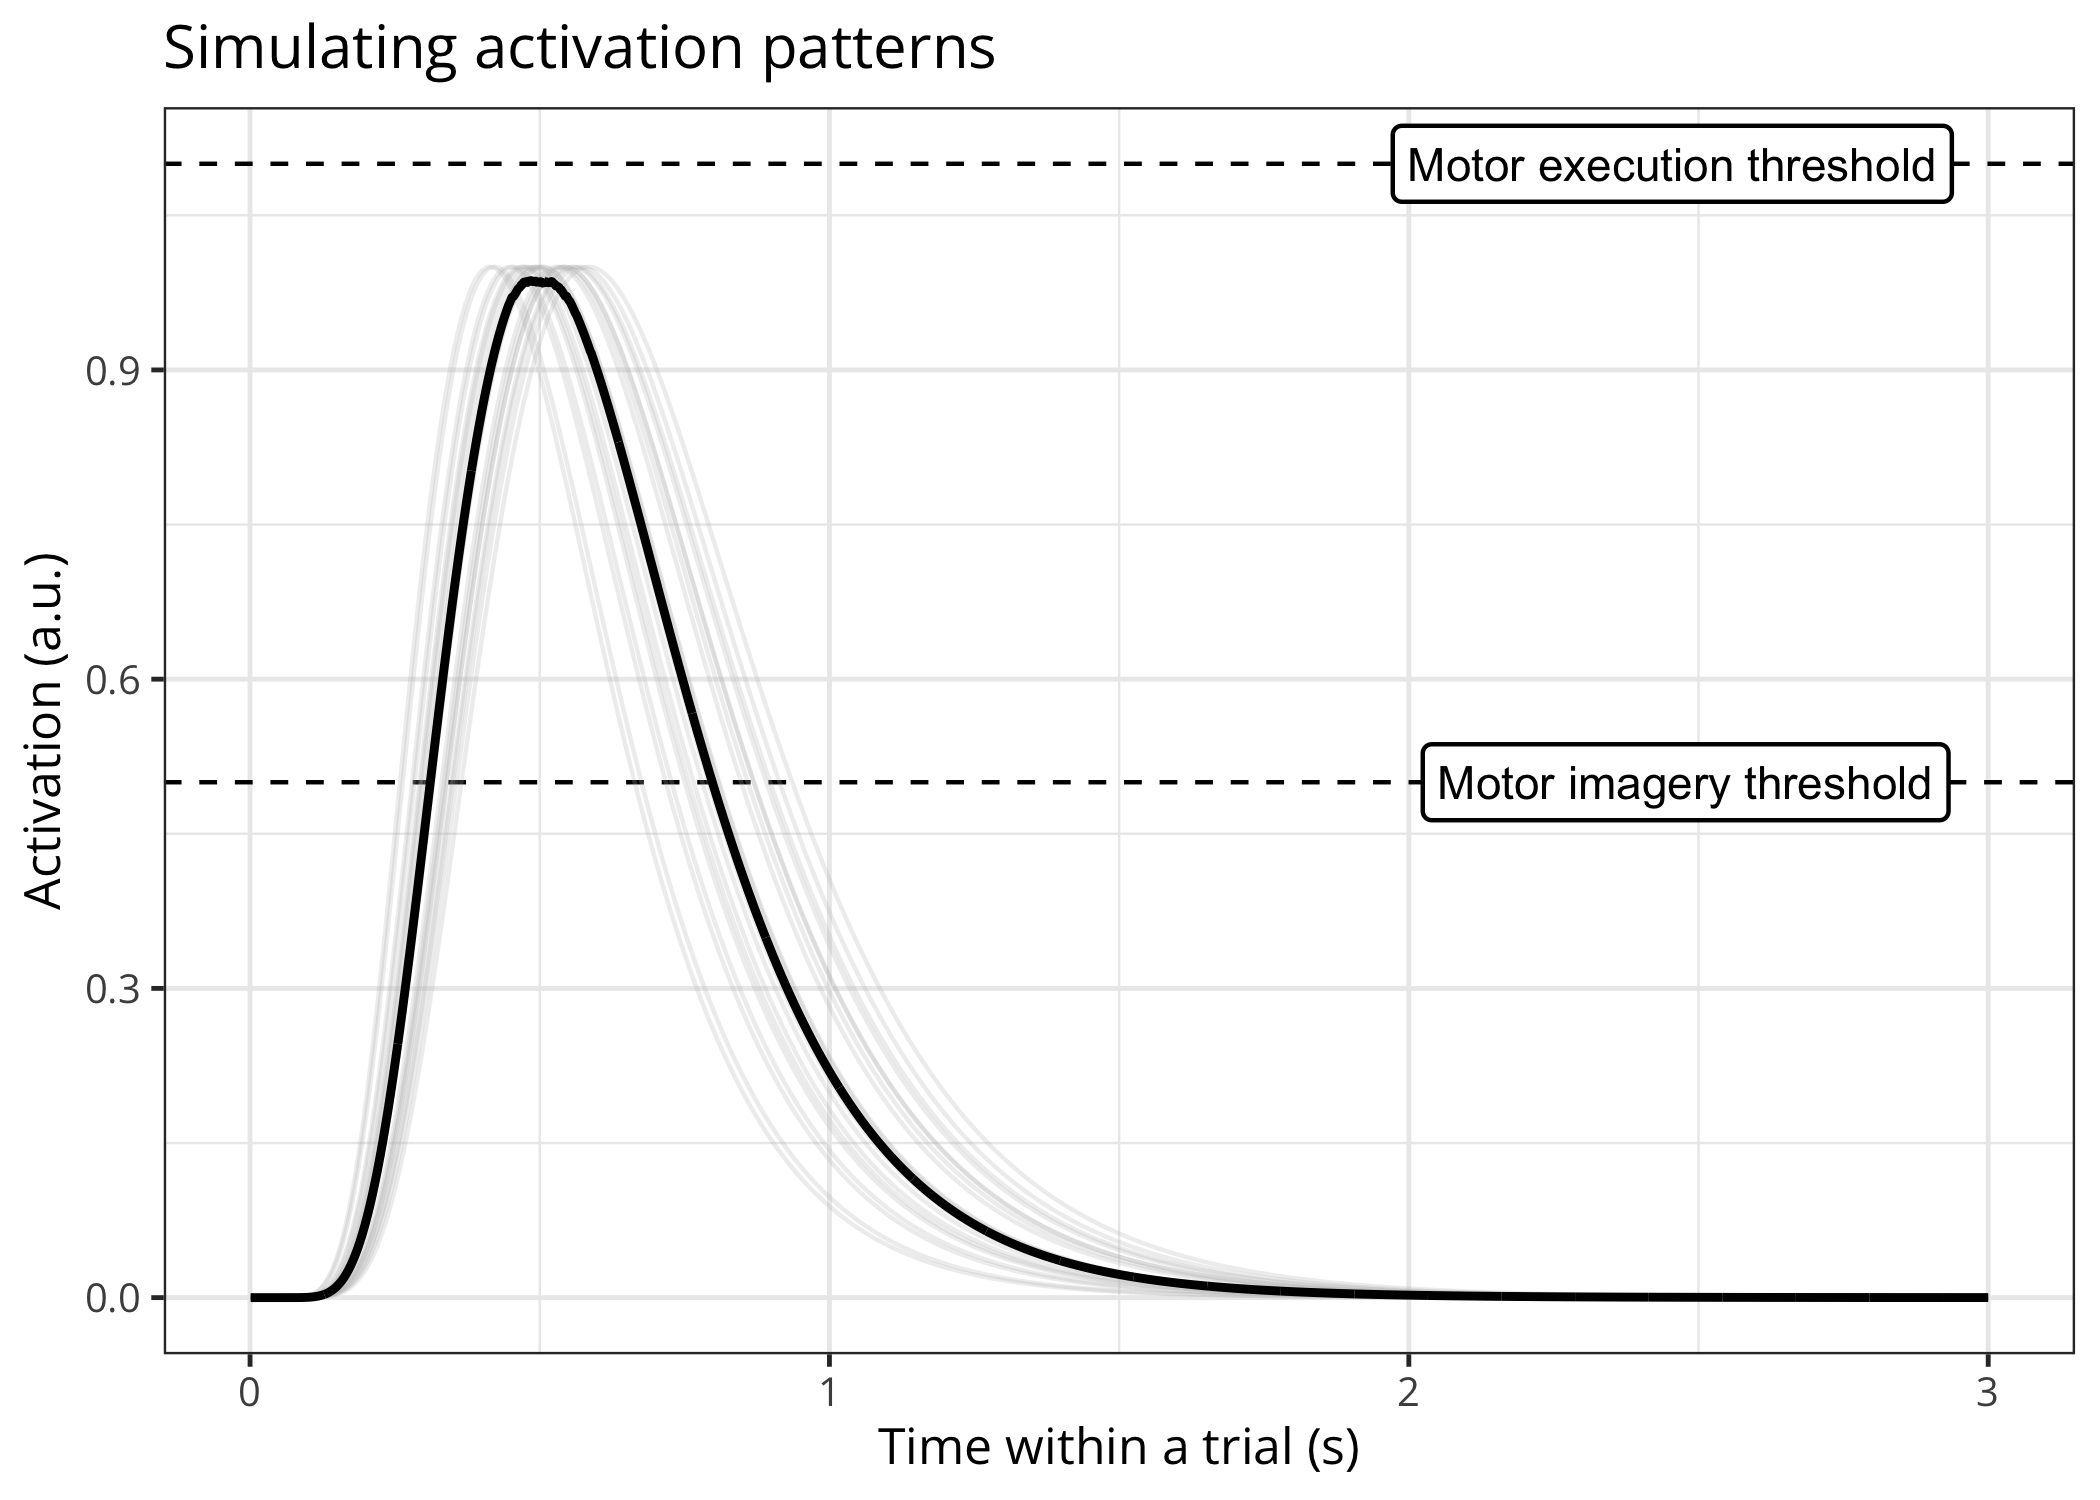 Simulating activation patterns
Motor execution threshold
0.9
0.6
Motor imagery threshold
0.3
0.0
0 1 2 3
Time within a trial (s)
Activation (a.u.)